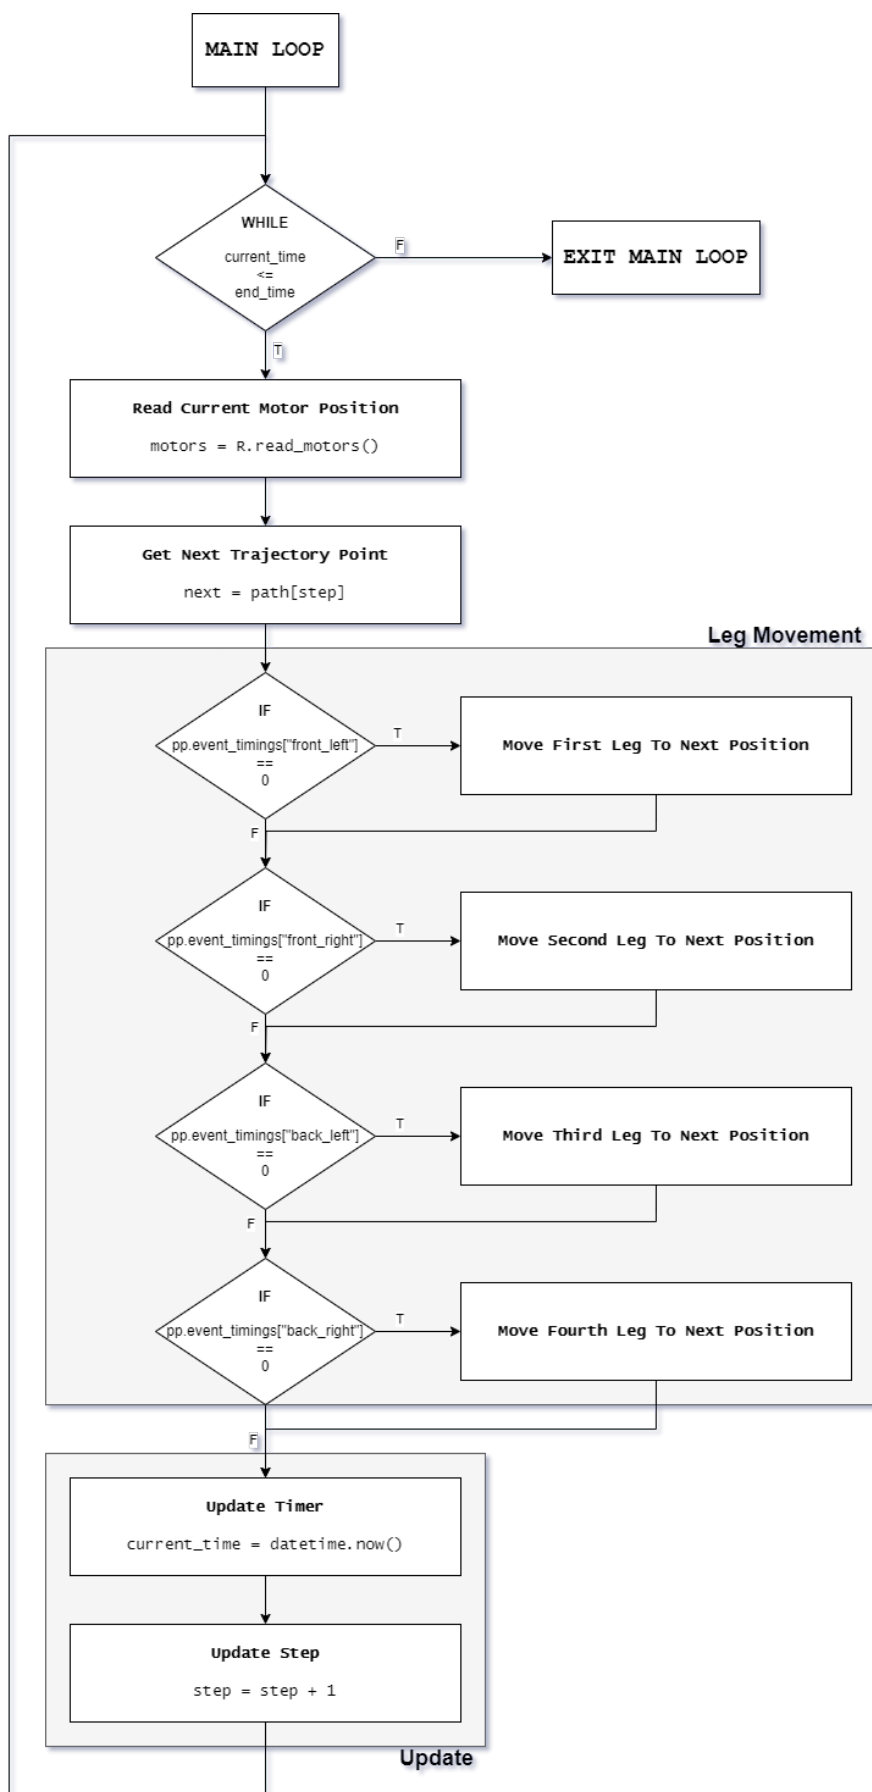 MAIN LOOP
WHILE
current_time
<=
end_time
F
EXIT MAIN LOOP
T
Read Current Motor Position
motors = R.read_motors()
Get Next Trajectory Point
next = path[step]
Leg Movement
IF
pp.event_timings["front_left"]
==
0
T
Move First Leg To Next Position
F
IF
pp.event_timings["front_right"]
==
0
T
Move Second Leg To Next Position
F
IF
pp.event_timings["back_left"]
==
0
T
Move Third Leg To Next Position
F
IF
pp.event_timings["back_right"]
==
0
T
Move Fourth Leg To Next Position
F
Update Timer
current_time = datetime.now()
Update Step
step = step + 1
Update